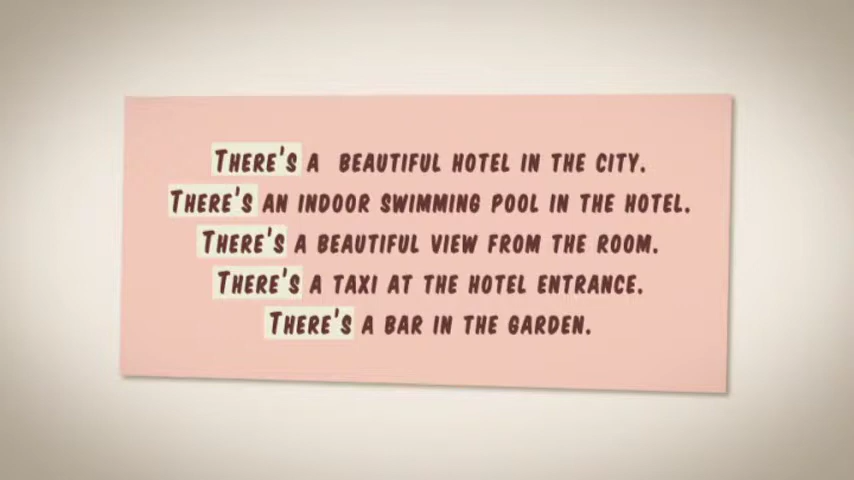 There's a beautiful hotel in the city.
There's an indoor swimming pool in the hotel.
There's a beautiful view from the room.
There's a taxi at the hotel entrance.
There's a bar in the garden.